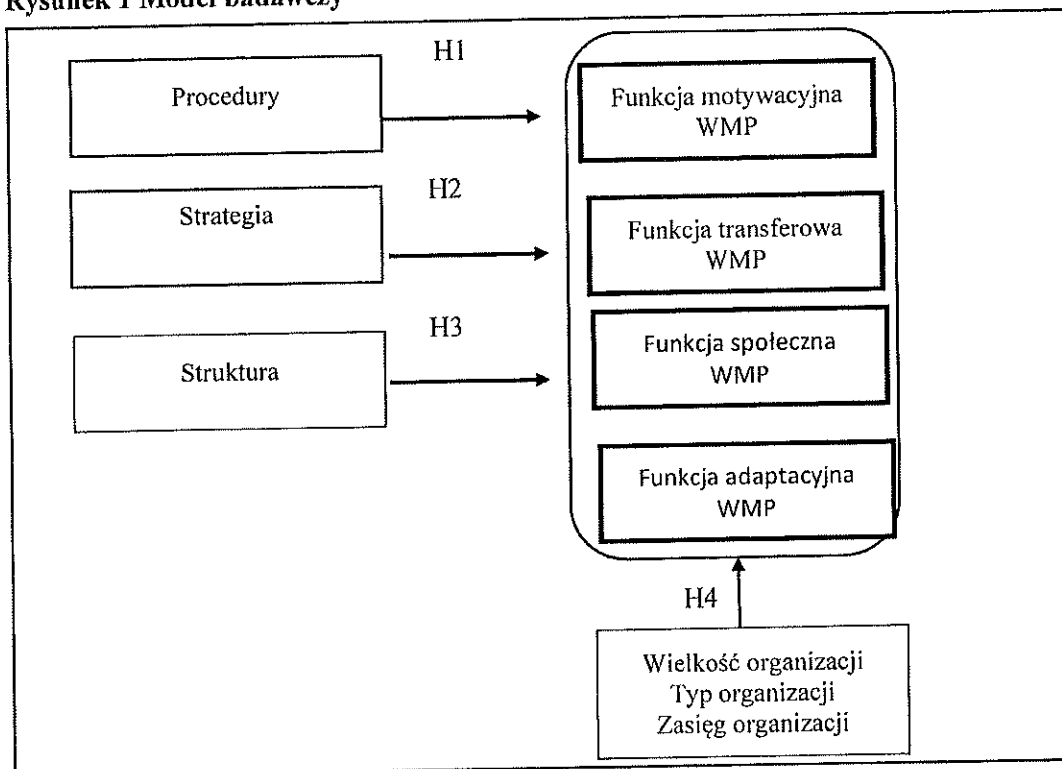 Rysunek 1 Model badawczy
H1
Procedury
Funkcja motywacyjna
WMP
H2
Strategia
Funkcja transferowa
WMP
H3
Struktura
Funkcja społeczna
WMP
Funkcja adaptacyjna
WMP
H4
Wielkość organizacji
Typ organizacji
Zasięg organizacji